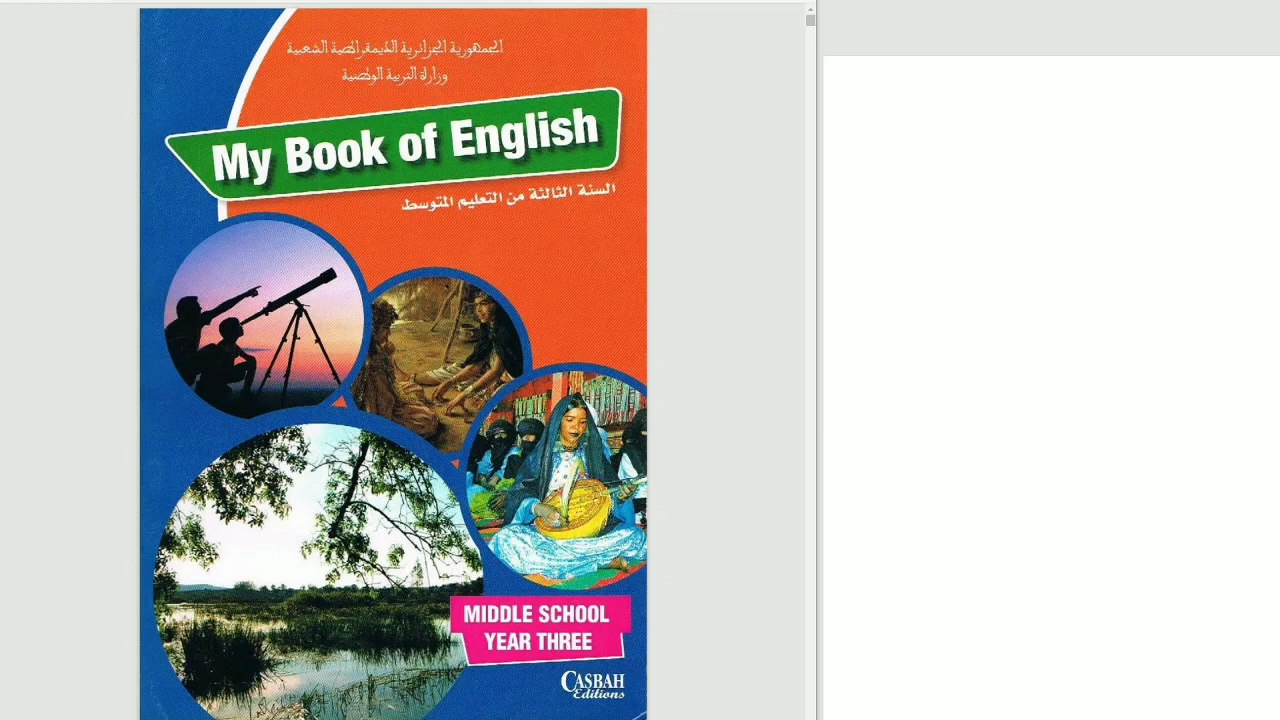 الجمهورية الجزائرية الديمقراطية الشعبية
وزارة التربية الوطنية
My Book of English
السنة الثالثة من التعليم المتوسط
MIDDLE SCHOOL
YEAR THREE
CASBAH
Editions